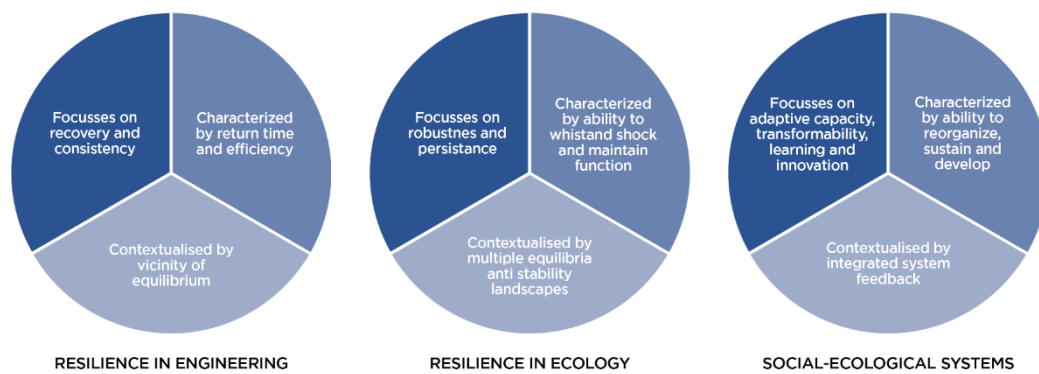 Focusses on
recovery and
consistency
Characterized
by return time
and efficiency
Contextualised by
vicinity of
equilibrium
RESILIENCE IN ENGINEERING
Focusses on
robustnes and
persistance
Characterized
by ability to
whistand shock
and maintain
function
Contextualised by
multiple equilibria
anti stability
landscapes
RESILIENCE IN ECOLOGY
Focusses on
adaptive capacity,
transformability,
learning and
innovation
Characterized
by ability to
reorganize,
sustain and
develop
Contextualised by
integrated system
feedback
SOCIAL-ECOLOGICAL SYSTEMS